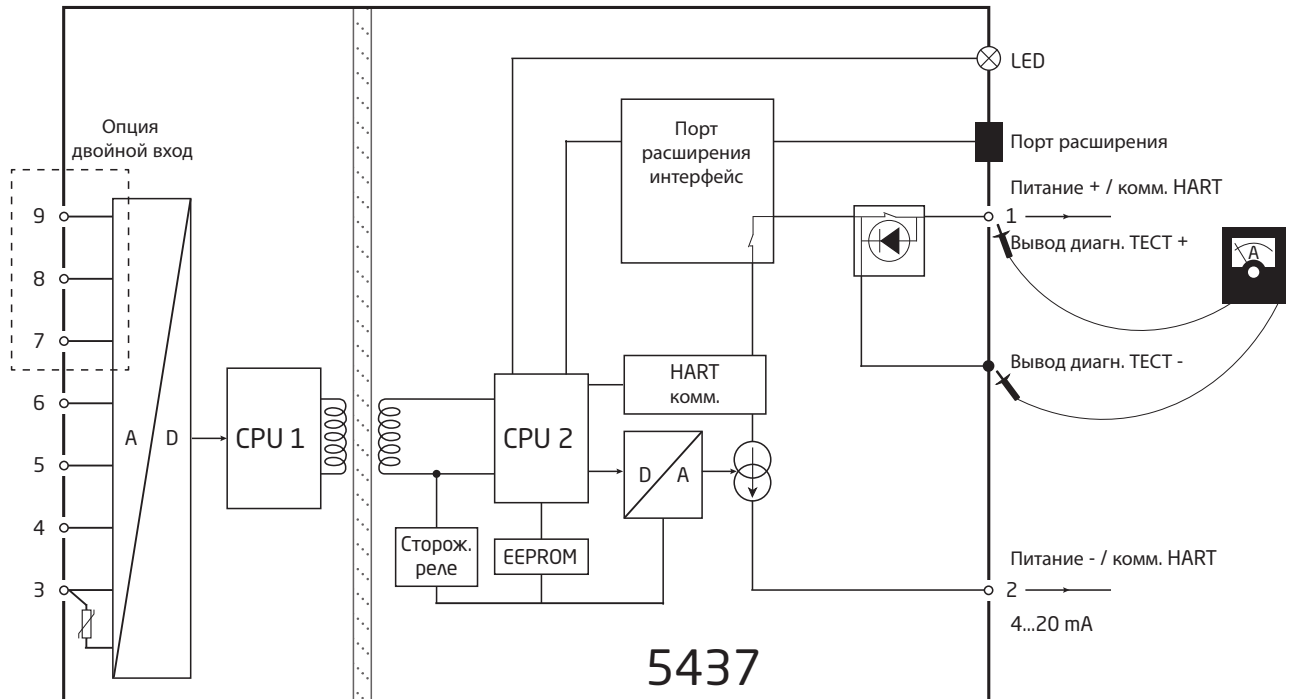 LED
Опция
двойной вход
Порт
расширения
интерфейс
Порт расширения
Питание + / комм. HART
9
1
Вывод диагн. ТЕСТ +
A
8
7
Вывод диагн. ТЕСТ -
HART
комм.
6
A
D
CPU 1
CPU 2
5
D
A
4
Сторож.
реле
EEPROM
Питание - / комм. HART
3
2
4...20 mA
5437